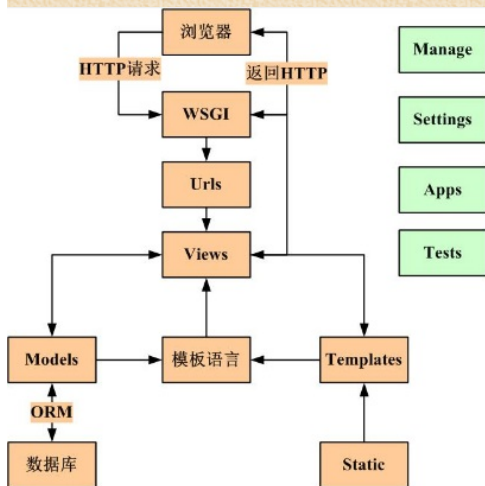 浏览器
Manage
HTTP请求
返回HTTP
WSGI
Settings
Urls
Apps
Views
Tests
Models
模板语言
Templates
ORM
数据库
Static